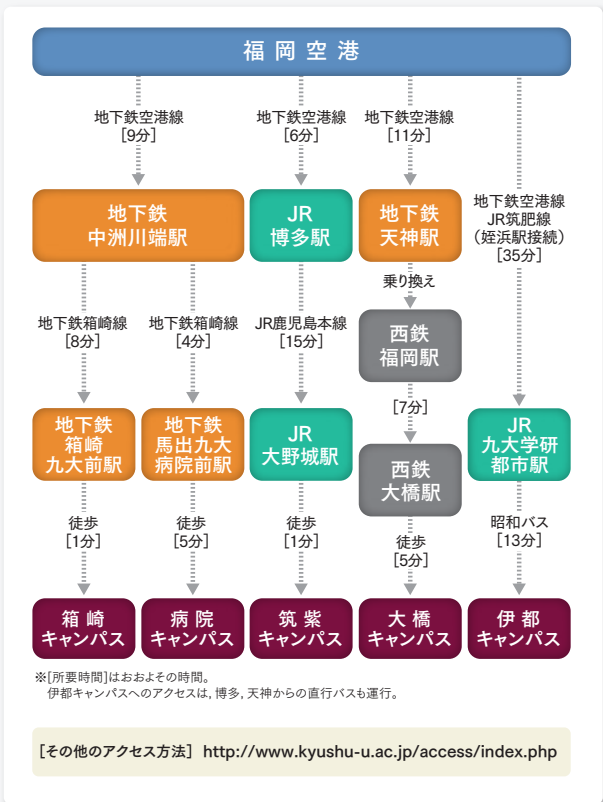 福岡空港
地下鉄空港線
[9分]
地下鉄空港線
[6分]
地下鉄空港線
[11分]
地下鉄空港線
JR筑肥線
（姪浜駅接続）
[35分]
地下鉄
中洲川端駅
JR
博多駅
地下鉄
天神駅
乗り換え
地下鉄箱崎線
[8分]
地下鉄箱崎線
[4分]
JR鹿児島本線
[15分]
西鉄
福岡駅
[7分]
地下鉄
箱崎
九大前駅
地下鉄
馬出九大
病院前駅
JR
大野城駅
西鉄
大橋駅
JR
九大学研
都市駅
徒歩
[1分]
徒歩
[5分]
徒歩
[1分]
徒歩
[5分]
昭和バス
[13分]
箱崎
キャンパス
病院
キャンパス
筑紫
キャンパス
大橋
キャンパス
伊都
キャンパス
※[所要時間]はおおよその時間。
伊都キャンパスへのアクセスは，博多，天神からの直行バスも運行。
[その他のアクセス方法] http://www.kyushu-u.ac.jp/access/index.php